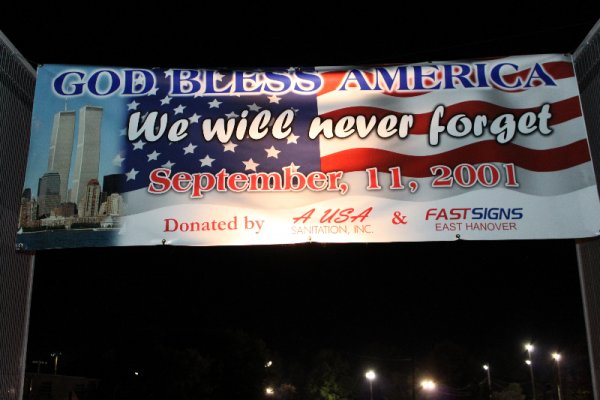 GOD BLESS AMERICA
We will never forget
September, 11, 2001
Donated by A USA SANITATION, INC. & FASTSIGNS EAST HANOVER